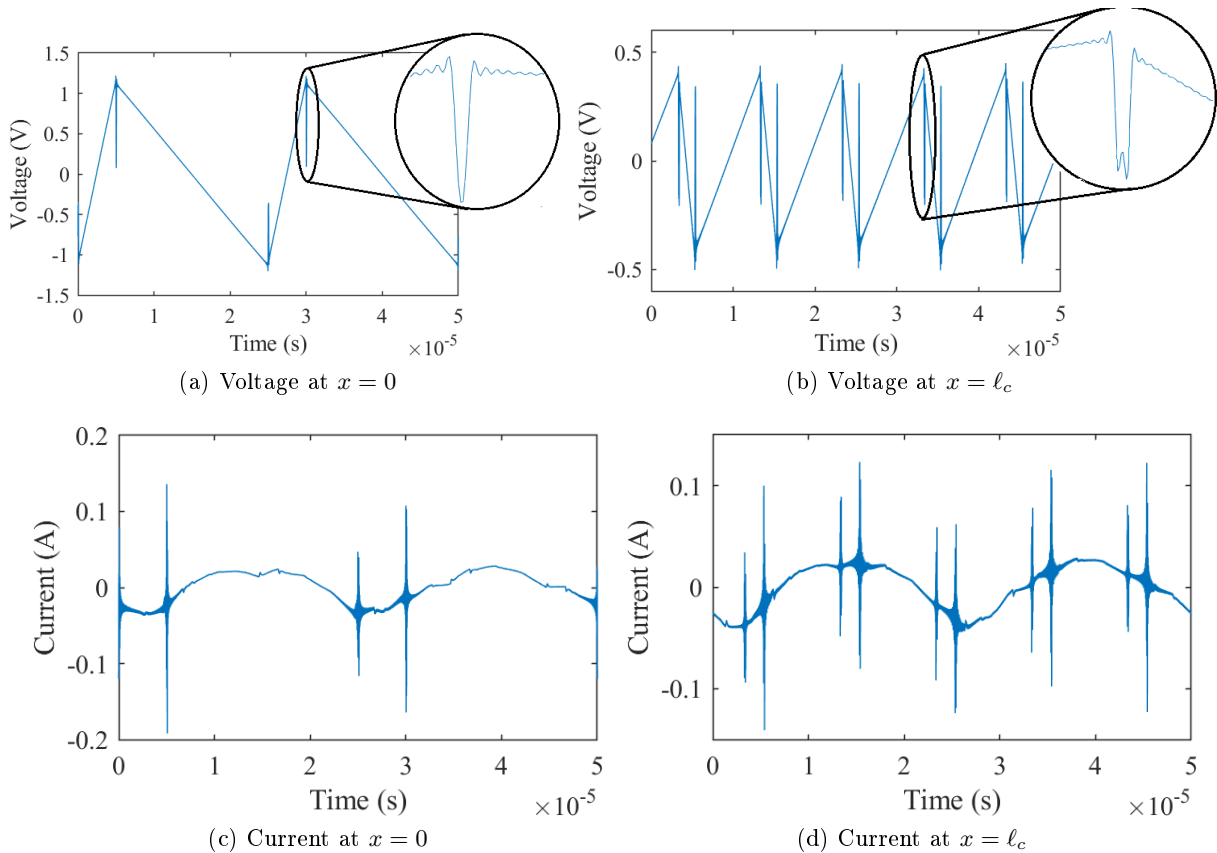 1.5
1
0.5
0
-0.5
-1
-1.5
Voltage (V)
0 1 2 3 4 5
Time (s)
×10⁻⁵
(a) Voltage at x = 0
0.5
0
-0.5
Voltage (V)
0 1 2 3 4 5
Time (s)
×10⁻⁵
(b) Voltage at x = ℓc
0.2
0.1
0
-0.1
-0.2
Current (A)
0 1 2 3 4 5
Time (s)
×10⁻⁵
(c) Current at x = 0
0.1
0
-0.1
Current (A)
0 1 2 3 4 5
Time (s)
×10⁻⁵
(d) Current at x = ℓc